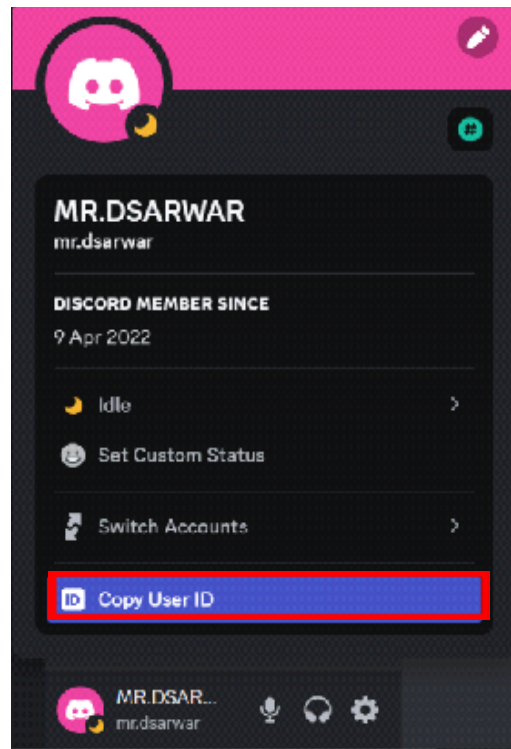 MR.DSARWAR
mr.dsarwar
DISCORD MEMBER SINCE
9 Apr 2022
Idle
Set Custom Status
Switch Accounts
ID Copy User ID
MR.DSAR...
mr.dsarwar